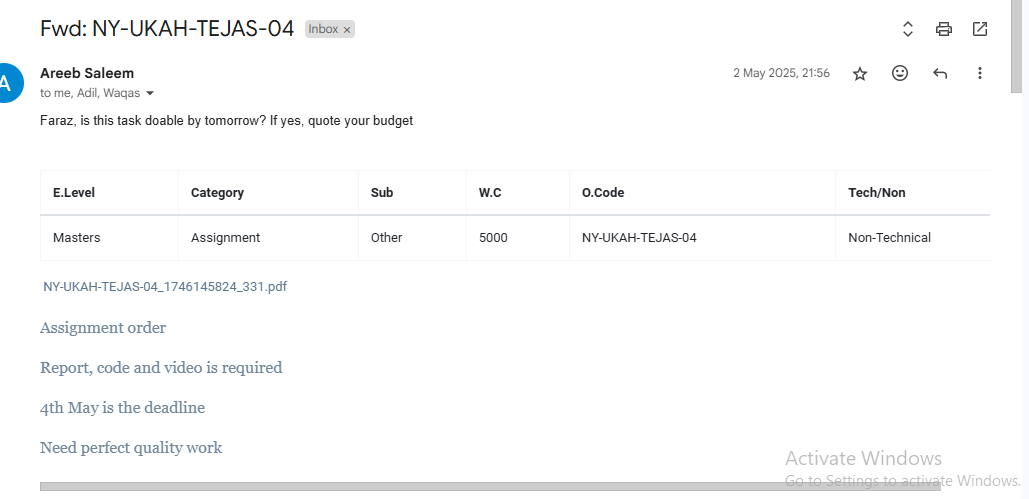 Fwd: NY-UKAH-TEJAS-04 Inbox ×
A
Areeb Saleem
2 May 2025, 21:56
to me, Adil, Waqas
Faraz, is this task doable by tomorrow? If yes, quote your budget
E.Level Category Sub W.C O.Code Tech/Non
Masters Assignment Other 5000 NY-UKAH-TEJAS-04 Non-Technical
NY-UKAH-TEJAS-04_1746145824_331.pdf
Assignment order
Report, code and video is required
4th May is the deadline
Need perfect quality work
Activate Windows
Go to Settings to activate Windows.